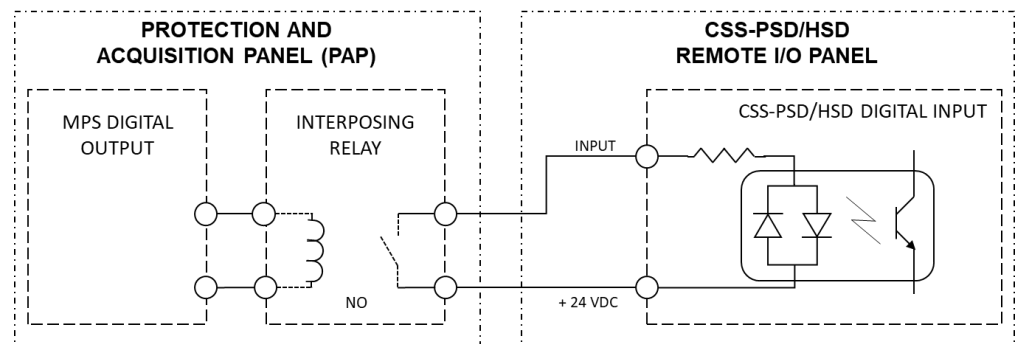 PROTECTION AND
ACQUISITION PANEL (PAP)
CSS-PSD/HSD
REMOTE I/O PANEL
MPS DIGITAL
OUTPUT
INTERPOSING
RELAY
CSS-PSD/HSD DIGITAL INPUT
INPUT
NO
+ 24 VDC